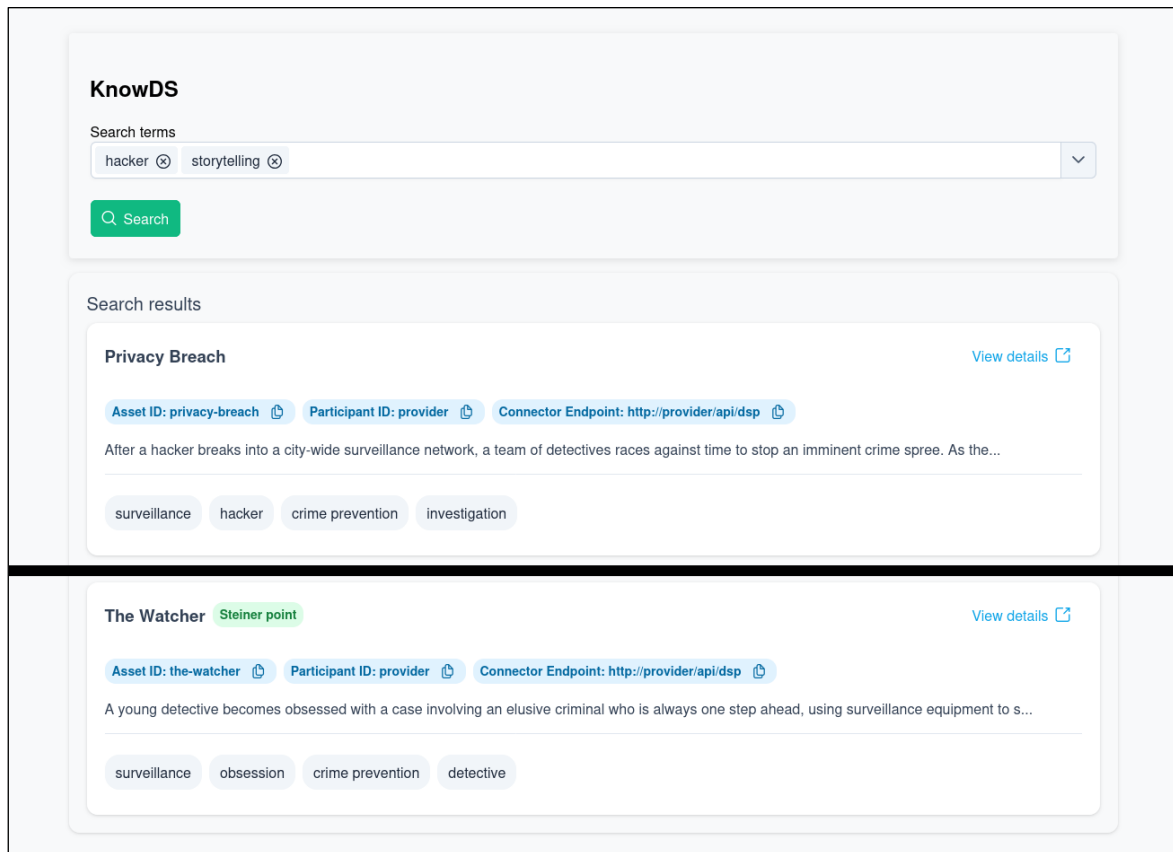 KnowDS
Search terms
hacker storytelling
Search
Search results
Privacy Breach View details
Asset ID: privacy-breach Participant ID: provider Connector Endpoint: http://provider/api/dsp
After a hacker breaks into a city-wide surveillance network, a team of detectives races against time to stop an imminent crime spree. As the...
surveillance hacker crime prevention investigation
The Watcher Steiner point View details
Asset ID: the-watcher Participant ID: provider Connector Endpoint: http://provider/api/dsp
A young detective becomes obsessed with a case involving an elusive criminal who is always one step ahead, using surveillance equipment to s...
surveillance obsession crime prevention detective